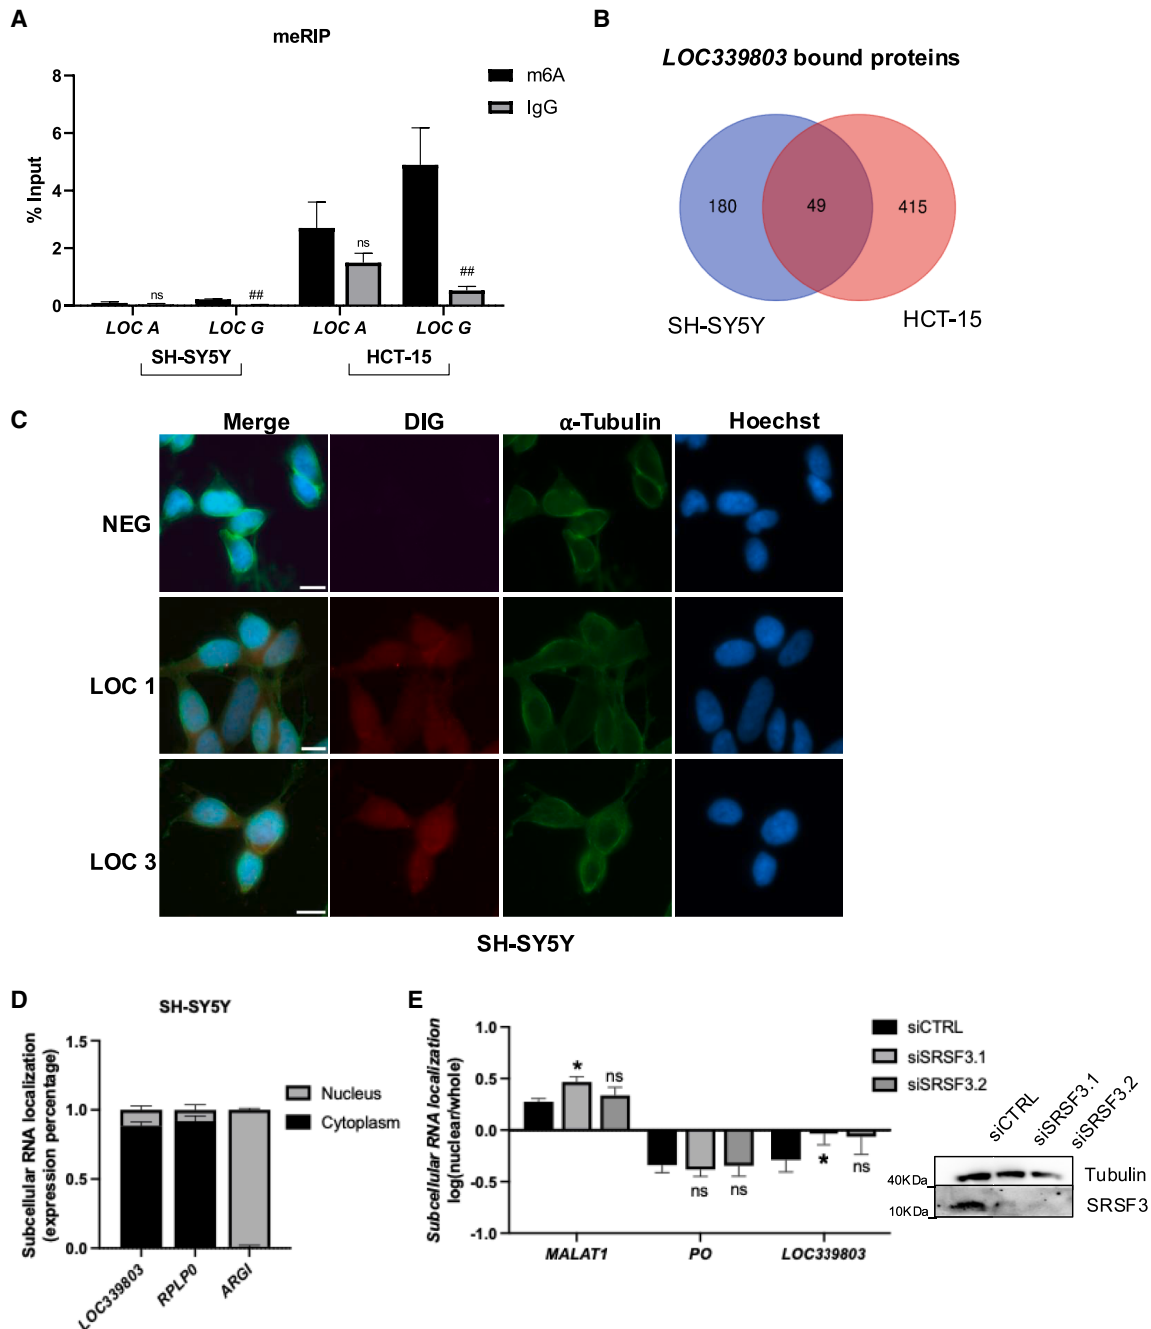 A
meRIP
8
6
4
2
0
% Input
m6A
IgG
ns
##
ns
##
LOC A
LOC G
LOC A
LOC G
SH-SY5Y
HCT-15
B
LOC339803 bound proteins
180
49
415
SH-SY5Y
HCT-15
C
Merge
DIG
α-Tubulin
Hoechst
NEG
LOC 1
LOC 3
SH-SY5Y
D
SH-SY5Y
Subcellular RNA localization
(expression percentage)
1.5
1.0
0.5
0.0
Nucleus
Cytoplasm
LOC339803
RPLP0
ARGI
E
Subcellular RNA localization
log(nuclear/whole)
1.0
0.5
0.0
-0.5
-1.0
*
ns
ns
ns
*
ns
MALAT1
PO
LOC339803
siCTRL
siSRSF3.1
siSRSF3.2
siCTRL
siSRSF3.1
siSRSF3.2
40KDa
Tubulin
10KDa
SRSF3